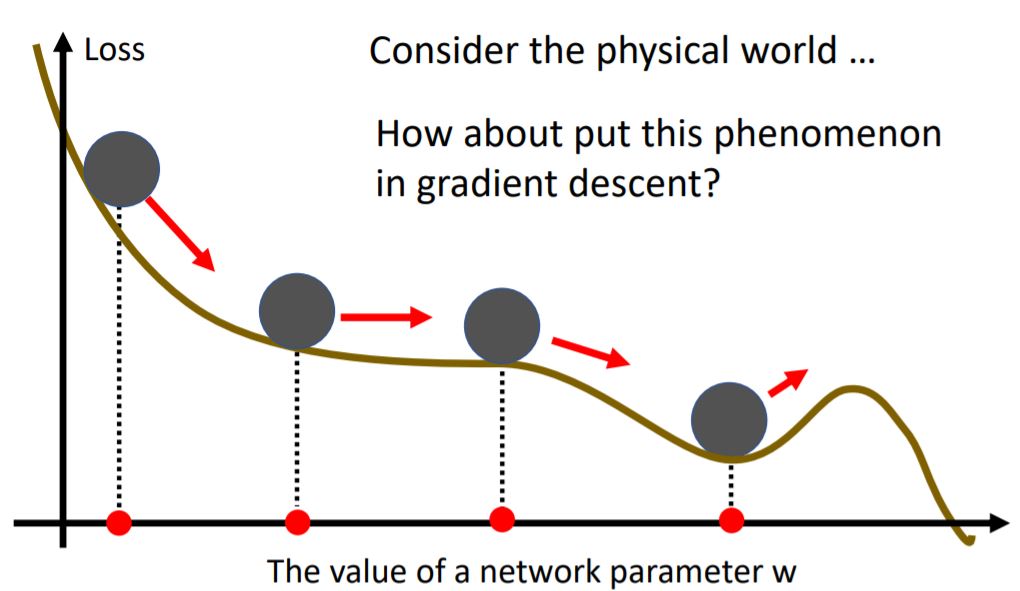 Loss
Consider the physical world ...
How about put this phenomenon
in gradient descent?
The value of a network parameter w